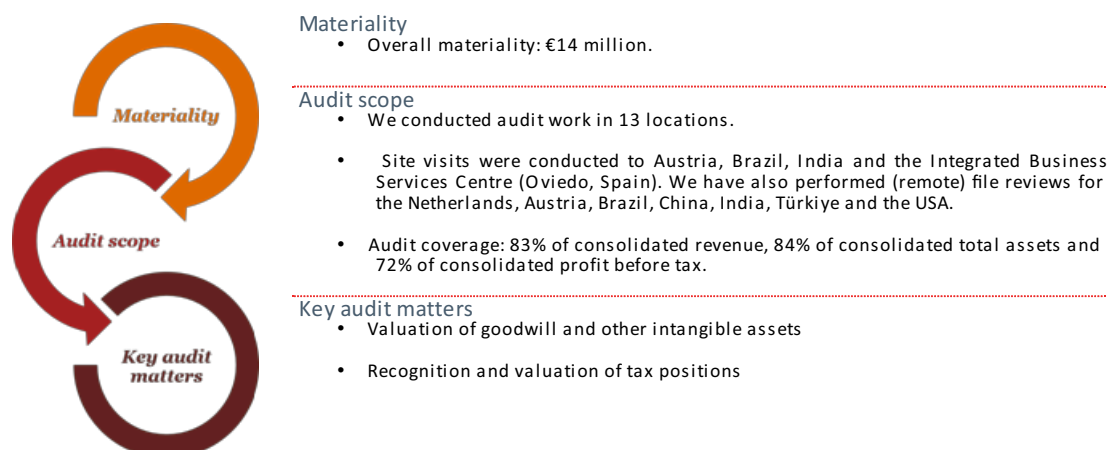 Materiality
• Overall materiality: €14 million.
Materiality
Audit scope
• We conducted audit work in 13 locations.
• Site visits were conducted to Austria, Brazil, India and the Integrated Business
Services Centre (Oviedo, Spain). We have also performed (remote) file reviews for
the Netherlands, Austria, Brazil, China, India, Türkiye and the USA.
Audit scope
• Audit coverage: 83% of consolidated revenue, 84% of consolidated total assets and
72% of consolidated profit before tax.
Key audit matters
• Valuation of goodwill and other intangible assets
Key audit
matters
• Recognition and valuation of tax positions